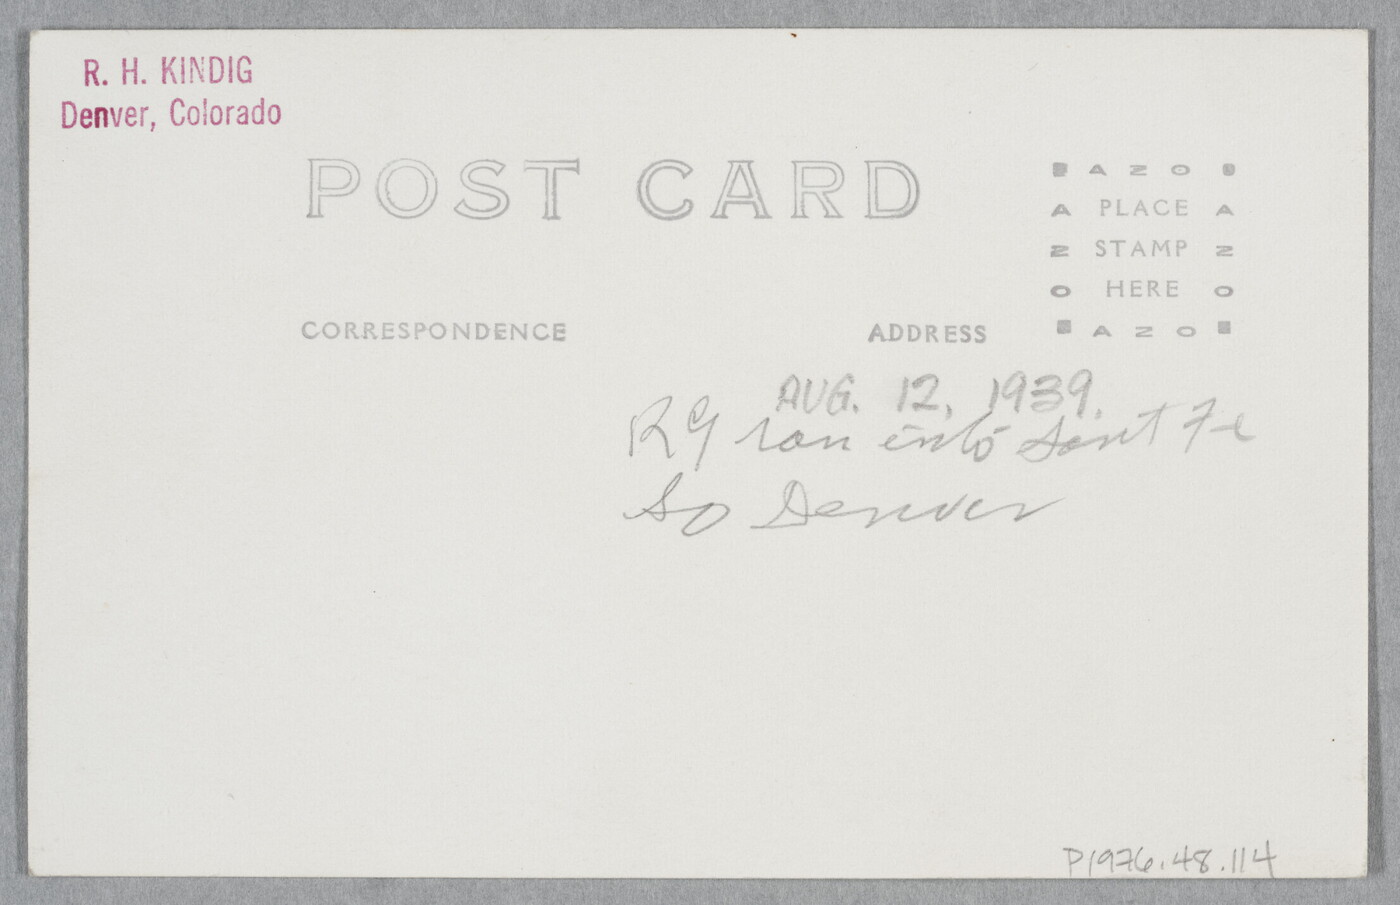 R. H. KINDIG
Denver, Colorado
POST CARD
AZO
A PLACE A
Z STAMP Z
O HERE O
AZO
CORRESPONDENCE
ADDRESS
AUG. 12, 1939.
RG ran into Sant Fe
So Denver
P1976.48.114